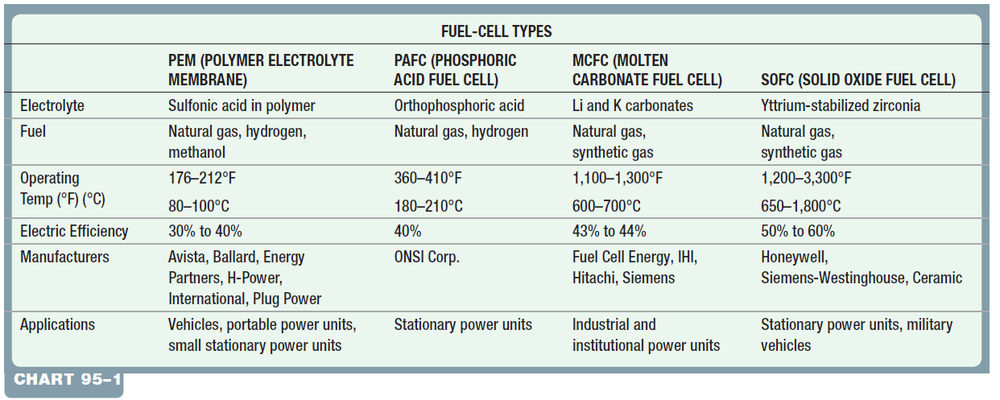 FUEL-CELL TYPES
PEM (POLYMER ELECTROLYTE
MEMBRANE)
PAFC (PHOSPHORIC
ACID FUEL CELL)
MCFC (MOLTEN
CARBONATE FUEL CELL)
SOFC (SOLID OXIDE FUEL CELL)
Electrolyte
Sulfonic acid in polymer
Orthophosphoric acid
Li and K carbonates
Yttrium-stabilized zirconia
Fuel
Natural gas, hydrogen,
methanol
Natural gas, hydrogen
Natural gas,
synthetic gas
Natural gas,
synthetic gas
Operating
Temp (°F) (°C)
176–212°F
80–100°C
360–410°F
180–210°C
1,100–1,300°F
600–700°C
1,200–3,300°F
650–1,800°C
Electric Efficiency
30% to 40%
40%
43% to 44%
50% to 60%
Manufacturers
Avista, Ballard, Energy
Partners, H-Power,
International, Plug Power
ONSI Corp.
Fuel Cell Energy, IHI,
Hitachi, Siemens
Honeywell,
Siemens-Westinghouse, Ceramic
Applications
Vehicles, portable power units,
small stationary power units
Stationary power units
Industrial and
institutional power units
Stationary power units, military
vehicles
CHART 95–1